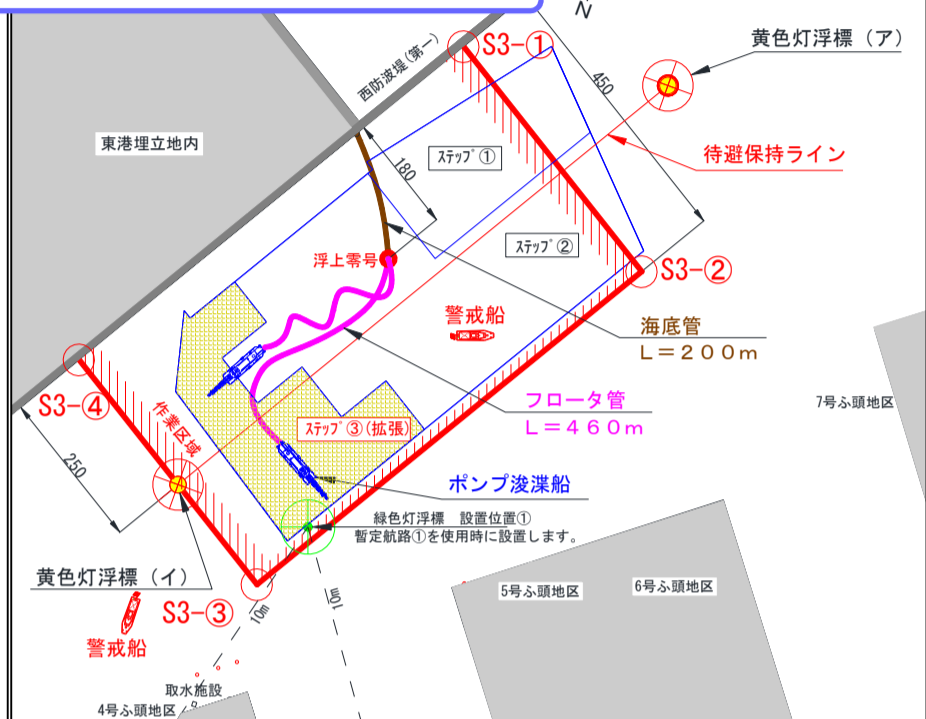 N
西防波堤(第一)
S3-①
黄色灯浮標（ア）
450
東港埋立地内
ｽﾃｯﾌﾟ①
180
待避保持ライン
ｽﾃｯﾌﾟ②
浮上零号
S3-②
警戒船
海底管
Ｌ＝２００ｍ
S3-④
作業区域
フロータ管
Ｌ＝４６０ｍ
7号ふ頭地区
ｽﾃｯﾌﾟ③(拡張)
250
ポンプ浚渫船
緑色灯浮標　設置位置①
暫定航路①を使用時に設置します。
黄色灯浮標（イ）
S3-③
10m
10m
5号ふ頭地区
6号ふ頭地区
警戒船
取水施設
4号ふ頭地区